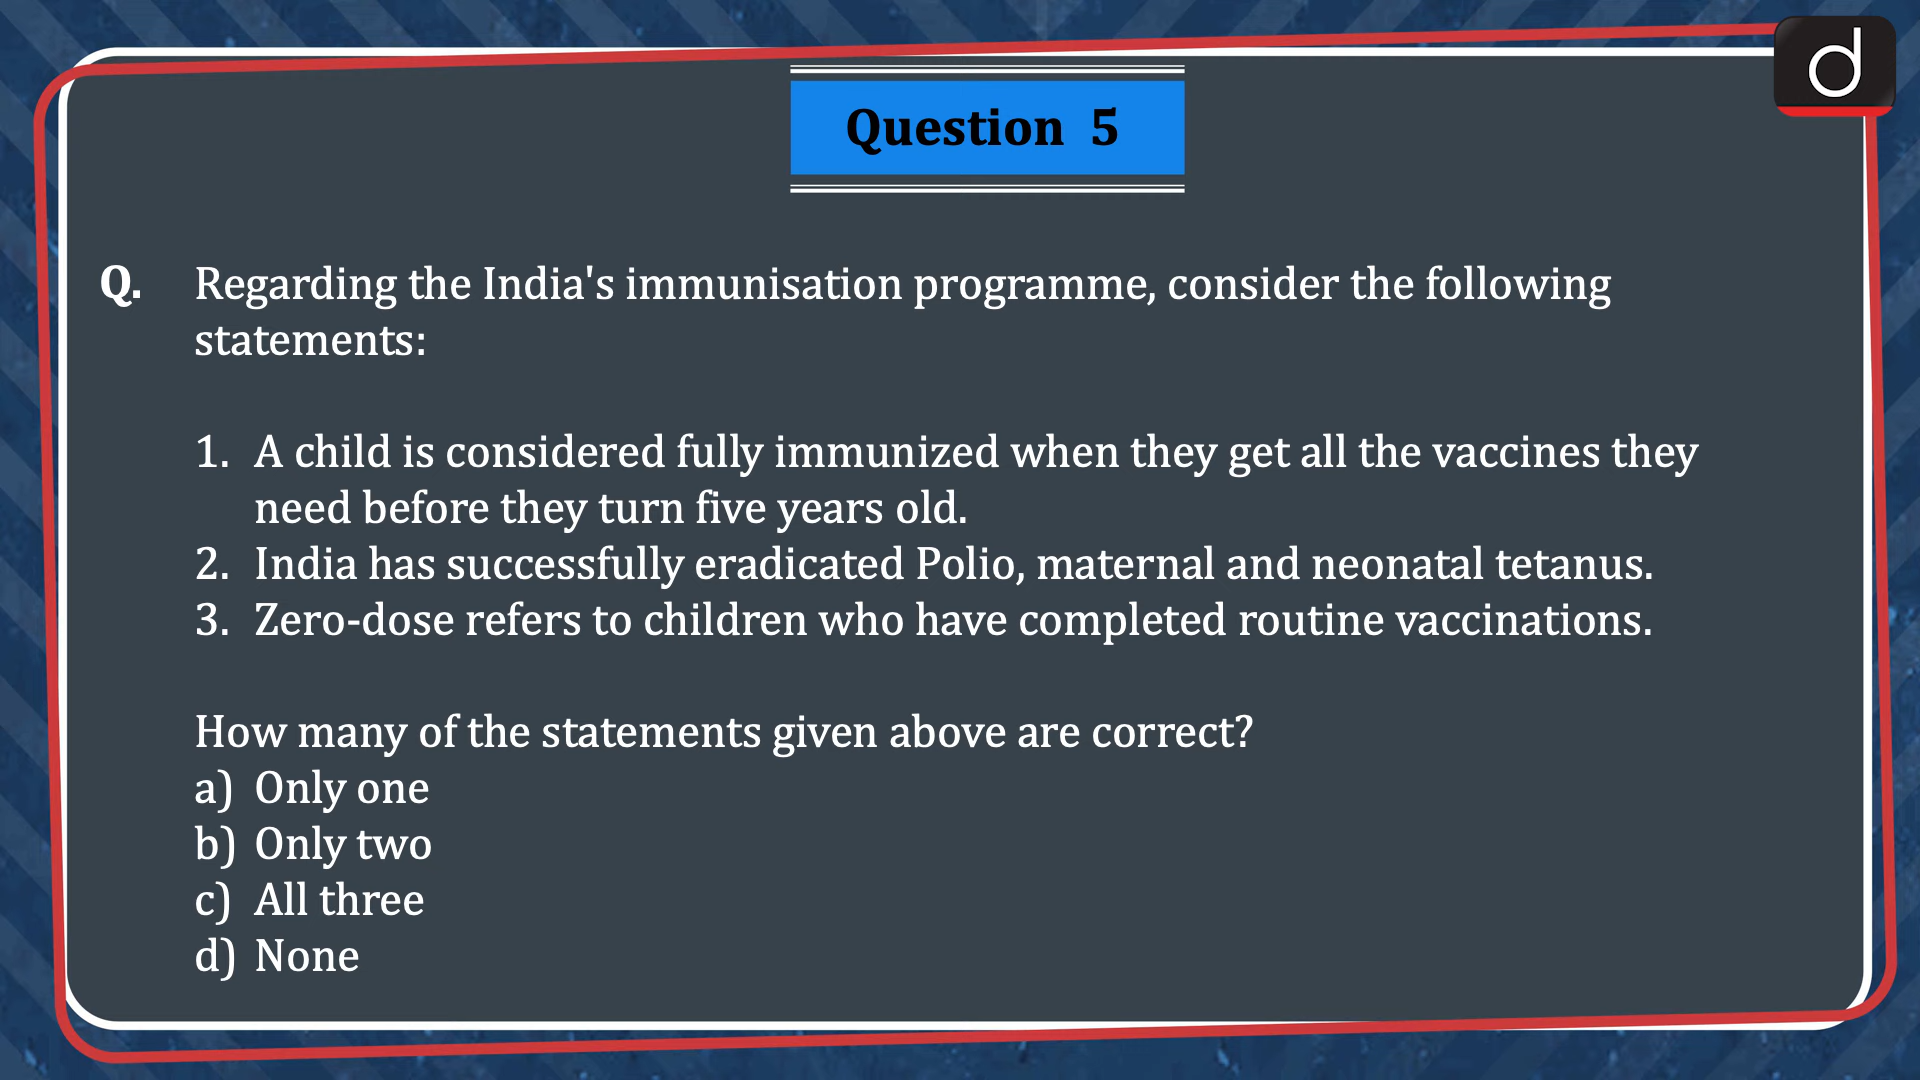 d
Question 5
Q. Regarding the India's immunisation programme, consider the following
statements:
1. A child is considered fully immunized when they get all the vaccines they
need before they turn five years old.
2. India has successfully eradicated Polio, maternal and neonatal tetanus.
3. Zero-dose refers to children who have completed routine vaccinations.
How many of the statements given above are correct?
a) Only one
b) Only two
c) All three
d) None